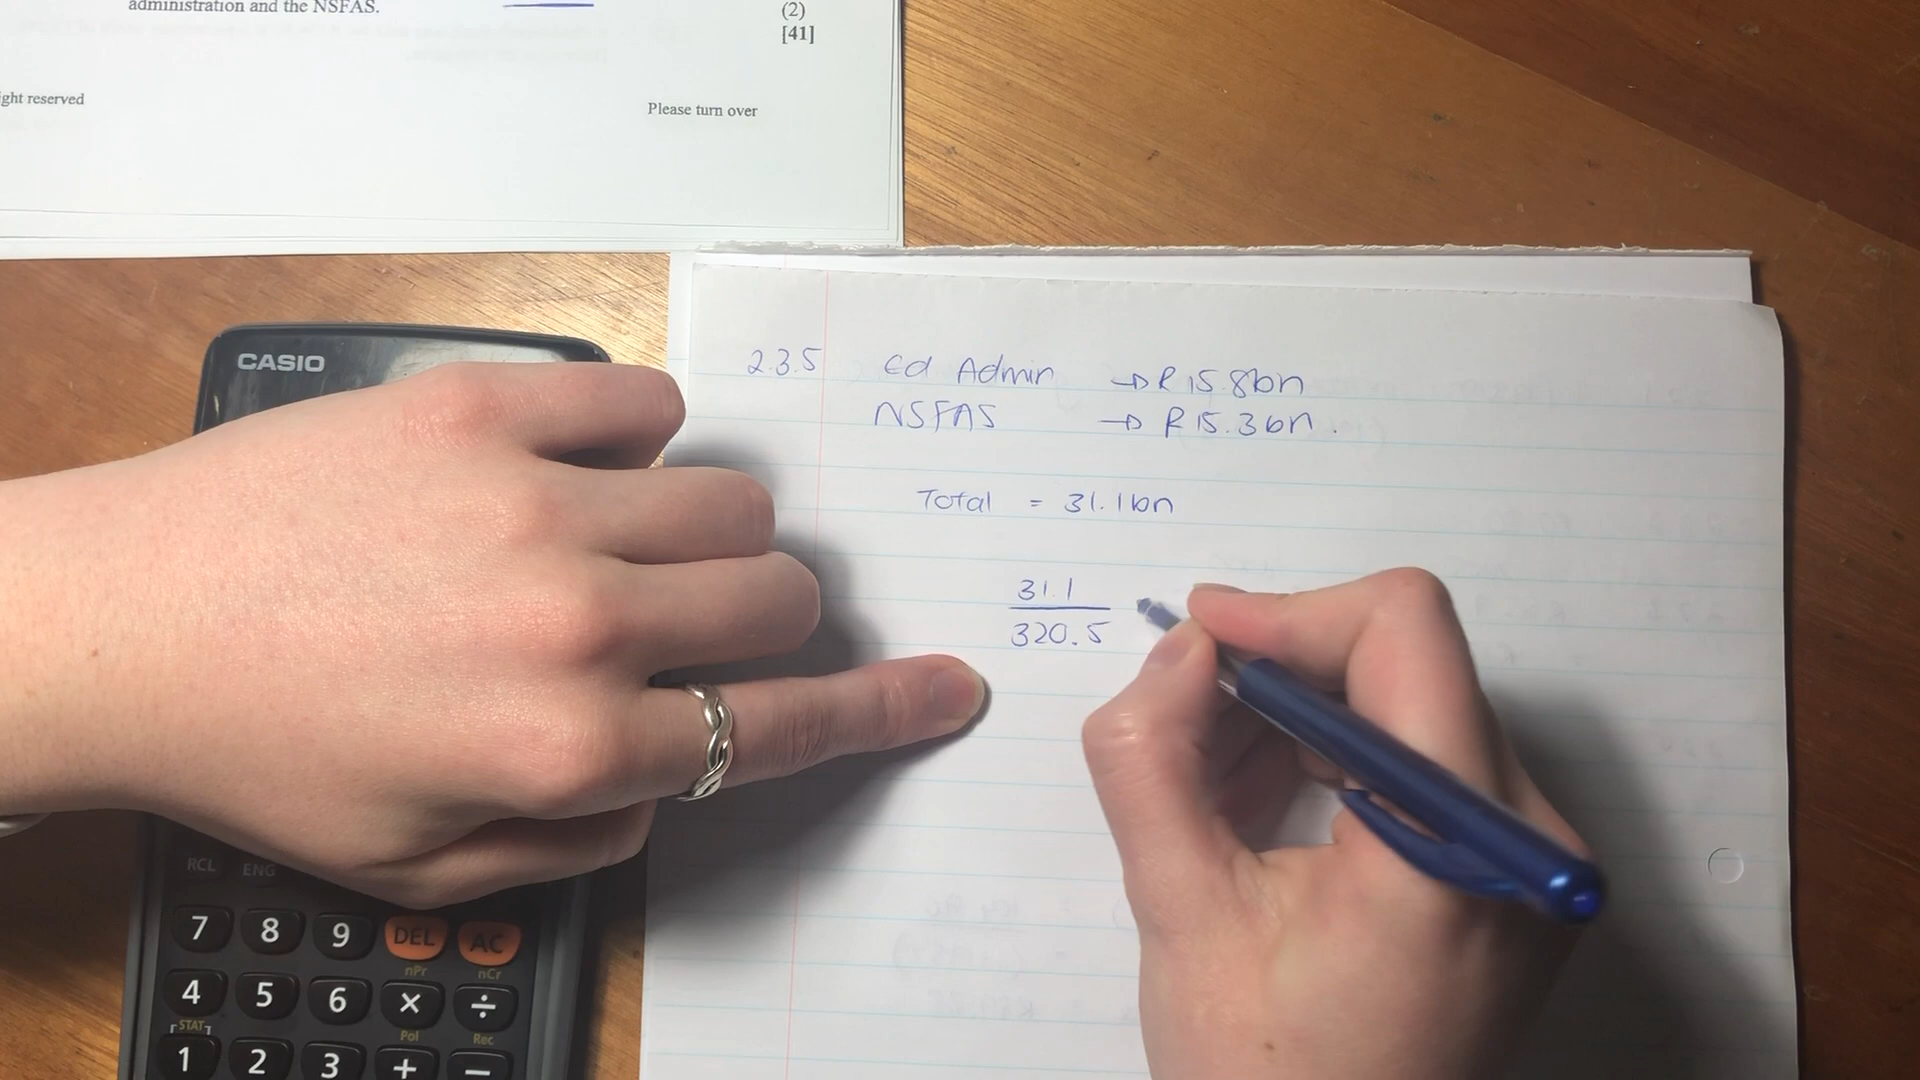 administration and the NSFAS.
(2)
[41]
ght reserved
Please turn over
CASIO
2.3.5 Ed Admin → R15.8bn
NSFAS → R15.3bn.
Total = 31.1bn
31.1
320.5
RCL ENG
7 8 9 DEL AC
nPr nCr
4 5 6 × ÷
STAT Pol Rec
1 2 3 + −